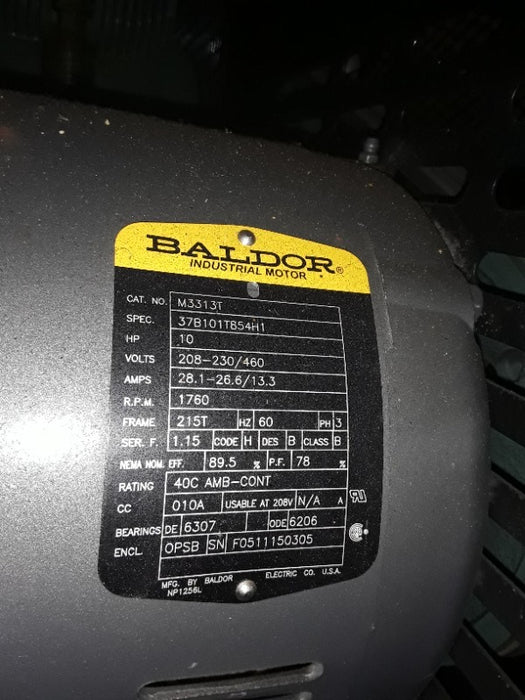 BALDOR®
INDUSTRIAL MOTOR
CAT. NO. M3313T
SPEC. 37B101T854H1
HP 10
VOLTS 208-230/460
AMPS 28.1-26.6/13.3
R.P.M. 1760
FRAME 215T HZ 60 PH 3
SER. F. 1.15 CODE H DES B CLASS B
NEMA NOM. EFF. 89.5 % P.F. 78 %
RATING 40C AMB-CONT
CC 010A USABLE AT 208V N/A A
BEARINGS DE 6307 ODE 6206
ENCL. OPSB SN F0511150305
MFG. BY BALDOR ELECTRIC CO. U.S.A.
NP1256L